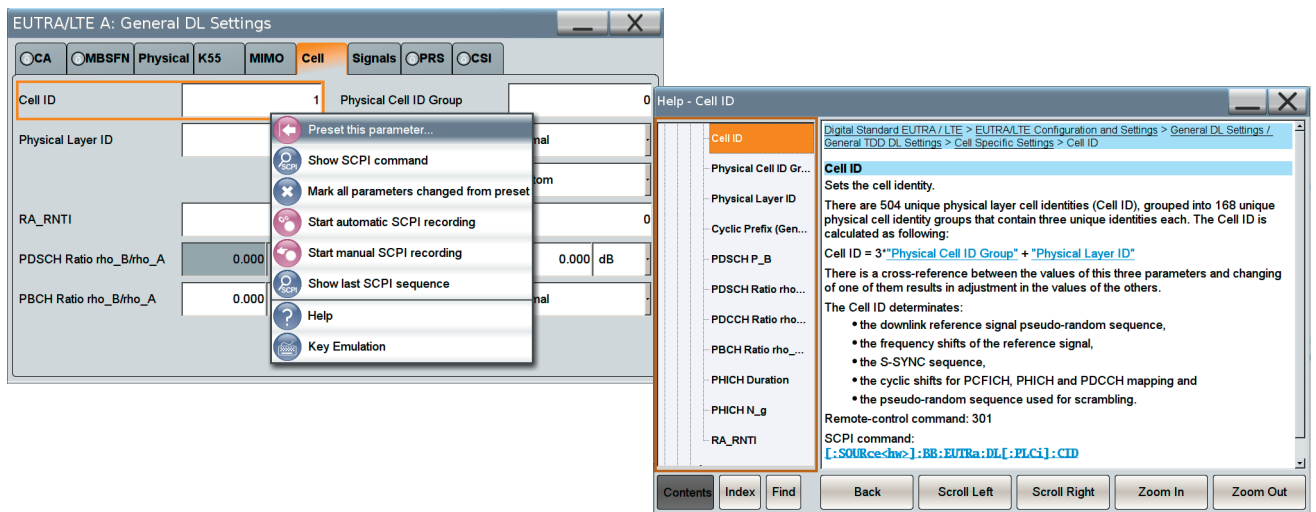 EUTRA/LTE A: General DL Settings
CA MBSFN Physical K55 MIMO Cell Signals PRS CSI
Cell ID 1 Physical Cell ID Group 0
Physical Layer ID
RA_RNTI 0
PDSCH Ratio rho_B/rho_A 0.000 0.000 dB
PBCH Ratio rho_B/rho_A 0.000
Preset this parameter...
Show SCPI command
Mark all parameters changed from preset
Start automatic SCPI recording
Start manual SCPI recording
Show last SCPI sequence
Help
Key Emulation
Help - Cell ID
Cell ID
Physical Cell ID Gr...
Physical Layer ID
Cyclic Prefix (Gen...
PDSCH P_B
PDSCH Ratio rho...
PDCCH Ratio rho...
PBCH Ratio rho_...
PHICH Duration
PHICH N_g
RA_RNTI
Digital Standard EUTRA / LTE > EUTRA/LTE Configuration and Settings > General DL Settings /
General TDD DL Settings > Cell Specific Settings > Cell ID
Cell ID
Sets the cell identity.
There are 504 unique physical layer cell identities (Cell ID), grouped into 168 unique
physical cell identity groups that contain three unique identities each. The Cell ID is
calculated as following:
Cell ID = 3*"Physical Cell ID Group" + "Physical Layer ID"
There is a cross-reference between the values of this three parameters and changing
of one of them results in adjustment in the values of the others.
The Cell ID determines:
• the downlink reference signal pseudo-random sequence,
• the frequency shifts of the reference signal,
• the S-SYNC sequence,
• the cyclic shifts for PCFICH, PHICH and PDCCH mapping and
• the pseudo-random sequence used for scrambling.
Remote-control command: 301
SCPI command:
[:SOURce<hw>]:BB:EUTRa:DL[:PLCi]:CID
Contents Index Find Back Scroll Left Scroll Right Zoom In Zoom Out